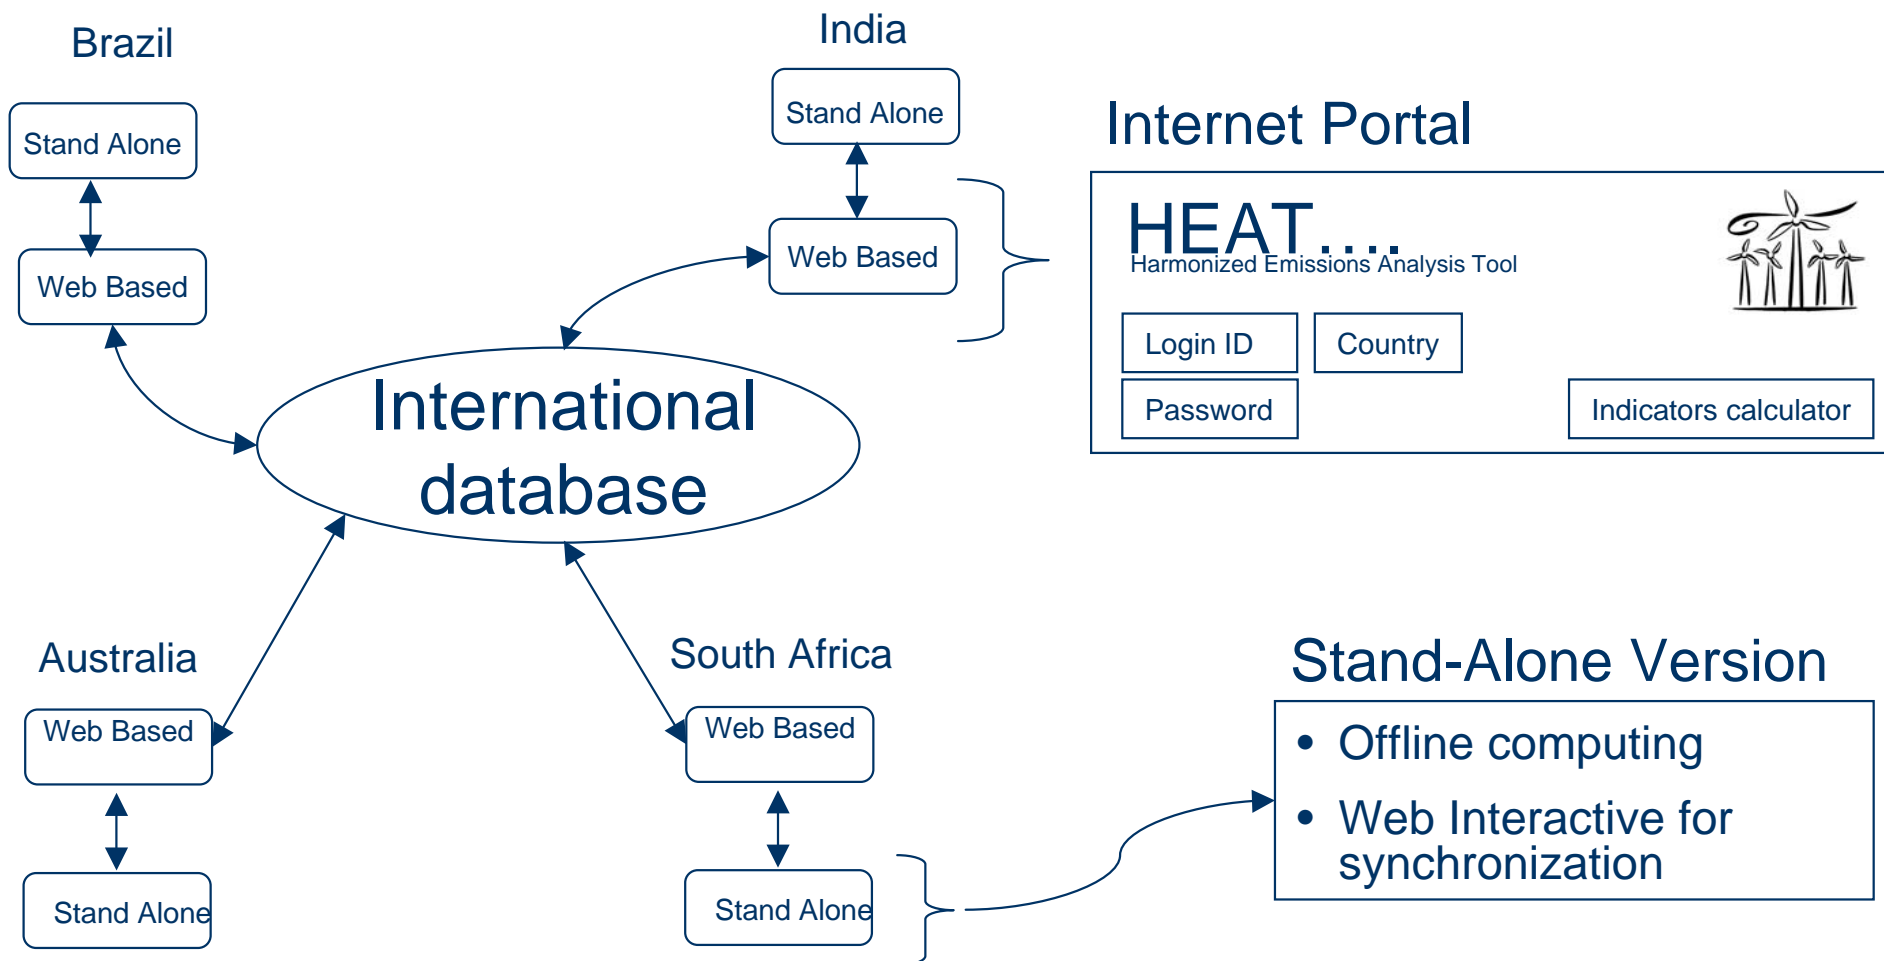 Brazil
Stand Alone
Web Based
India
Stand Alone
Web Based
Internet Portal
HEAT....
Harmonized Emissions Analysis Tool
Login ID
Country
Password
Indicators calculator
International
database
Australia
Web Based
Stand Alone
South Africa
Web Based
Stand Alone
Stand-Alone Version
• Offline computing
• Web Interactive for
synchronization